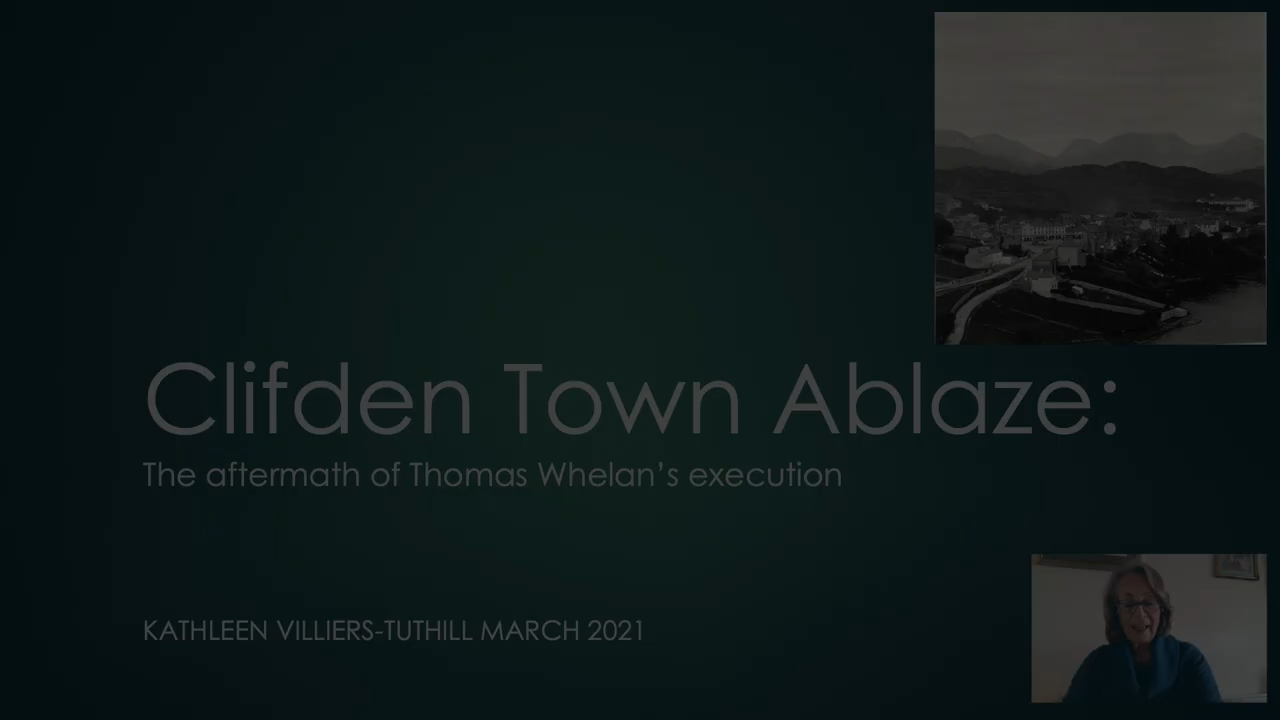 Clifden Town Ablaze:
The aftermath of Thomas Whelan’s execution
KATHLEEN VILLIERS-TUTHILL MARCH 2021